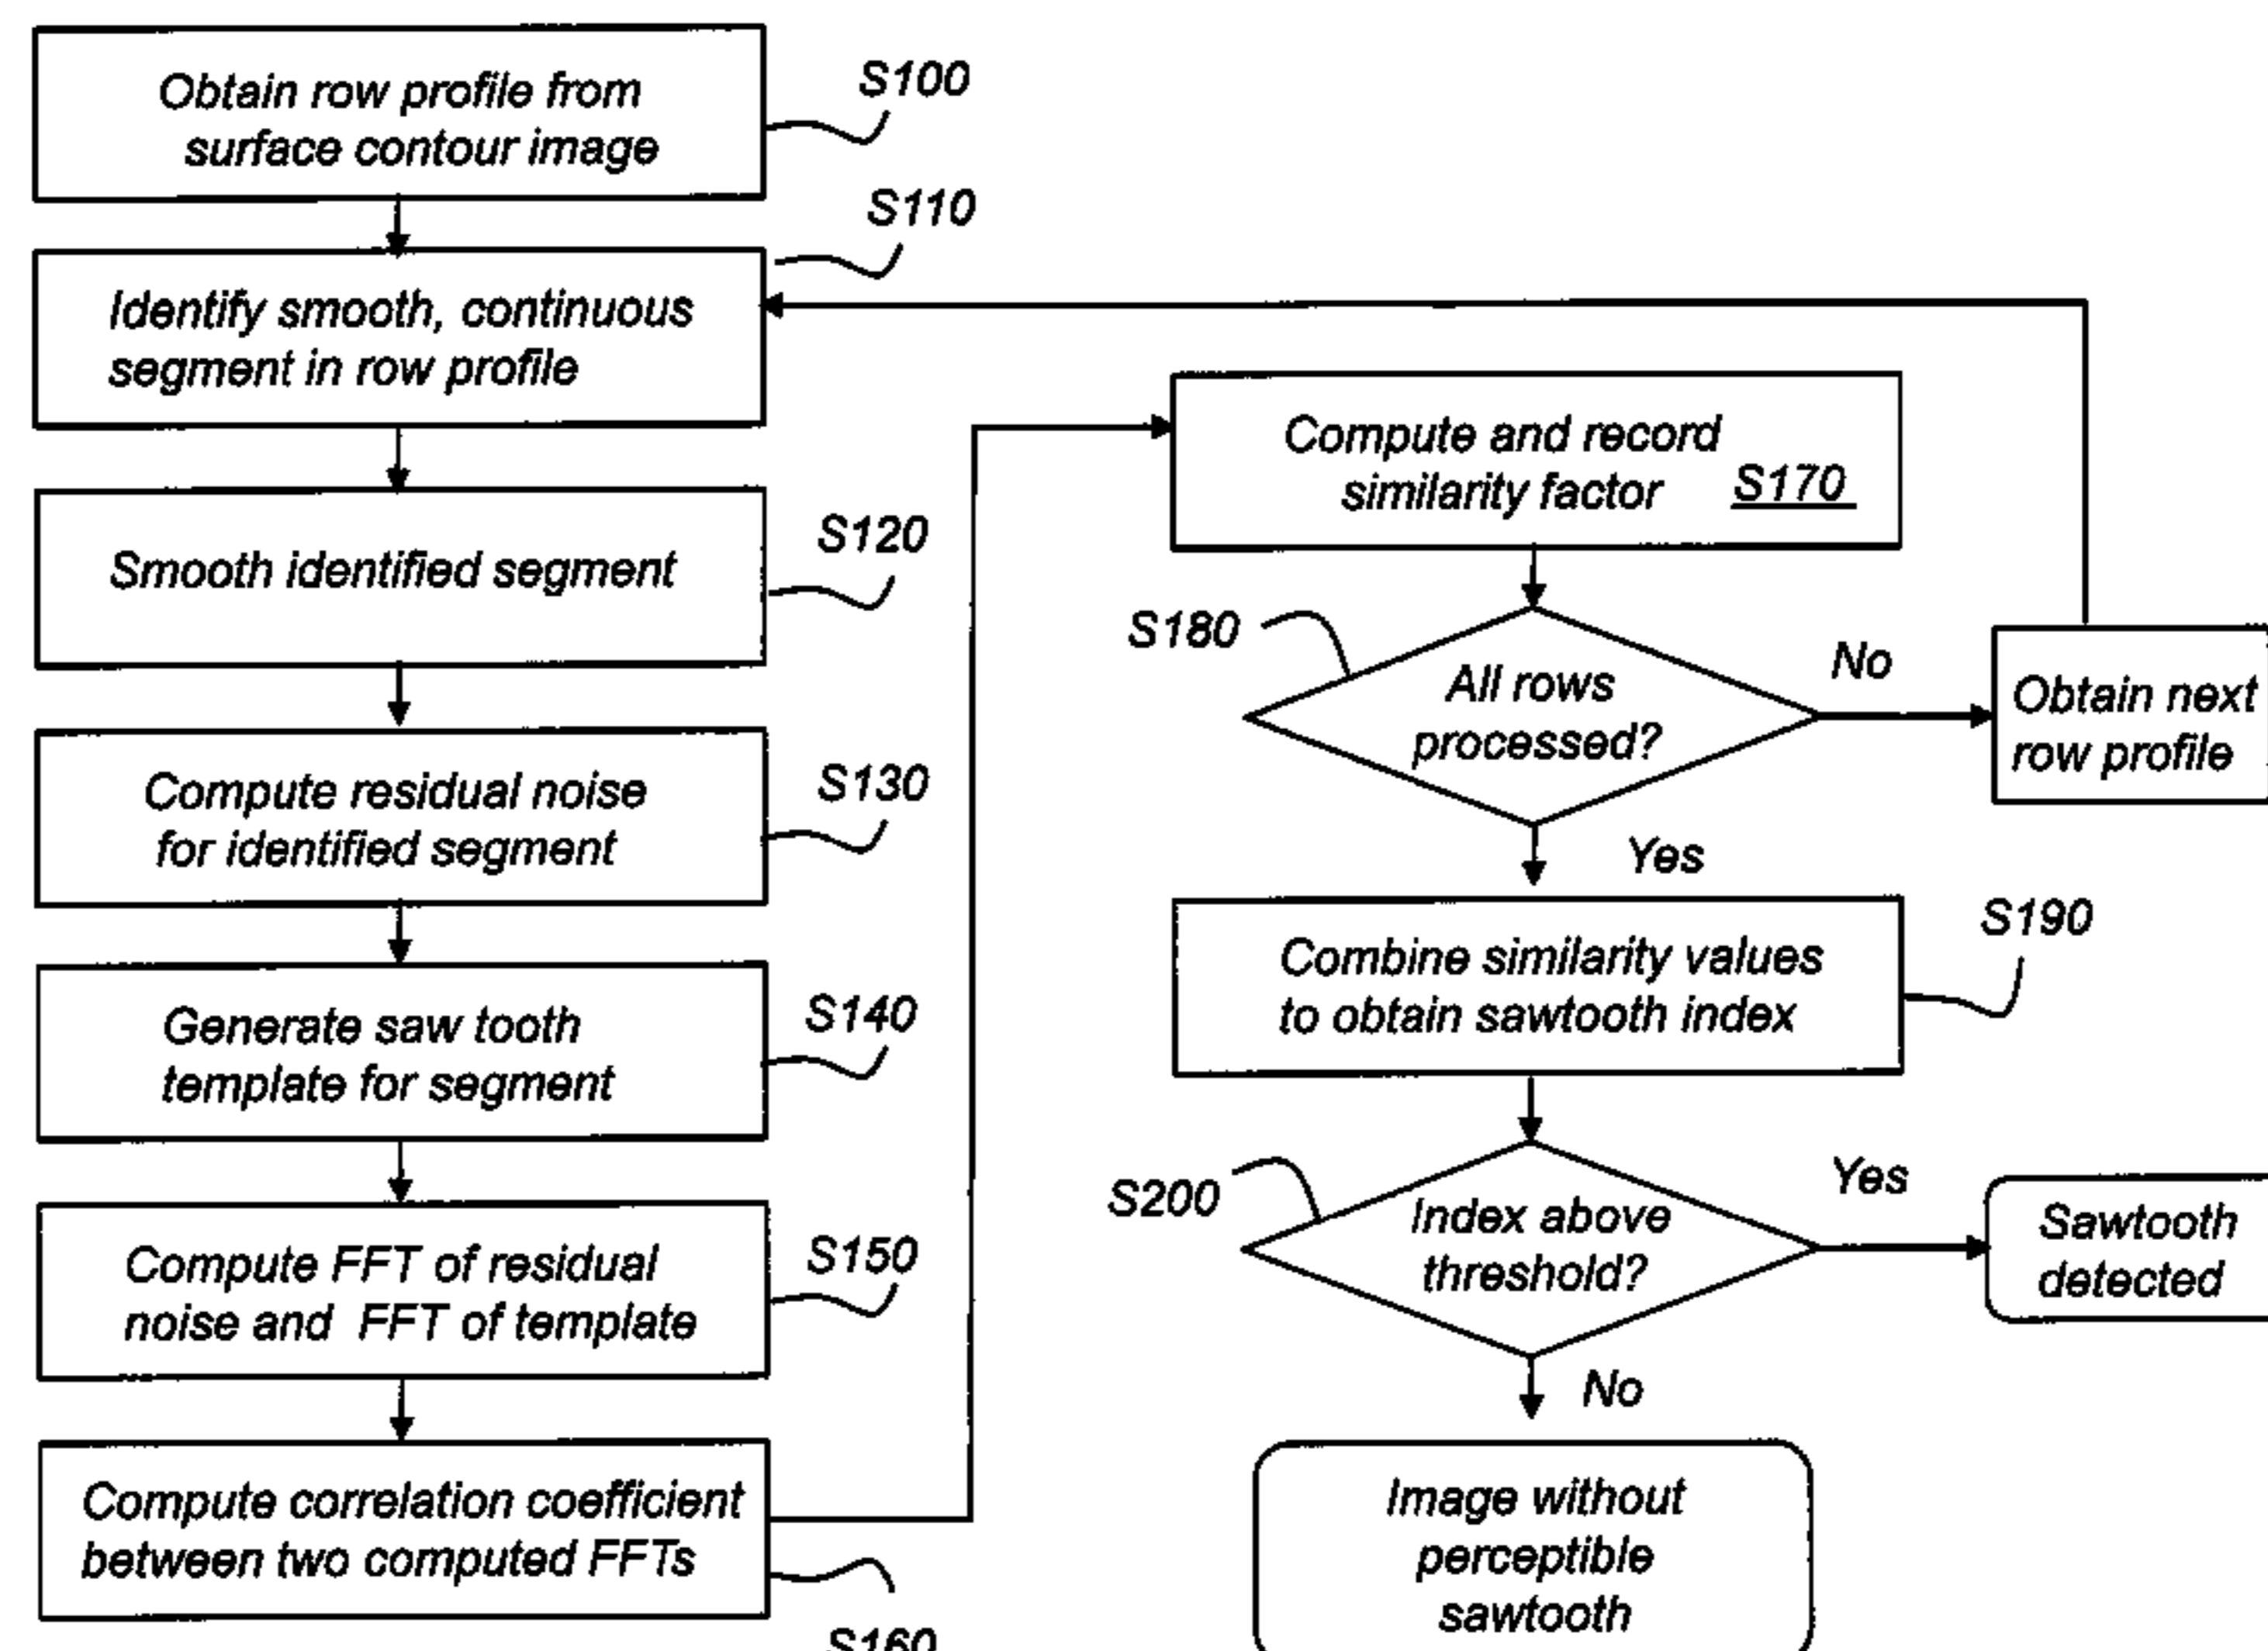 Obtain row profile from
surface contour image
S100
S110
Identify smooth, continuous
segment in row profile
Smooth identified segment
S120
Compute residual noise
for identified segment
S130
Generate saw tooth
template for segment
S140
Compute FFT of residual
noise and FFT of template
S150
Compute correlation coefficient
between two computed FFTs
S160
Compute and record
similarity factor
S170
S180
All rows
processed?
No
Obtain next
row profile
Yes
S190
Combine similarity values
to obtain sawtooth index
S200
Index above
threshold?
Yes
Sawtooth
detected
No
Image without
perceptible
sawtooth